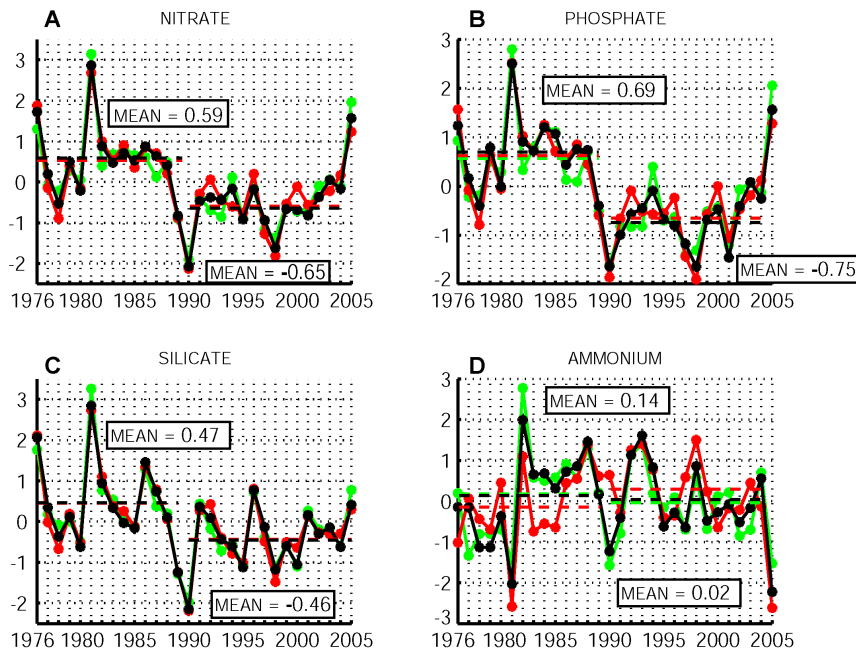 A NITRATE
3
2
1
0
-1
-2
MEAN = 0.59
MEAN = -0.65
1976 1980 1985 1990 1995 2000 2005
B PHOSPHATE
3
2
1
0
-1
-2
MEAN = 0.69
MEAN = -0.75
1976 1980 1985 1990 1995 2000 2005
C SILICATE
3
2
1
0
-1
-2
MEAN = 0.47
MEAN = -0.46
1976 1980 1985 1990 1995 2000 2005
D AMMONIUM
3
2
1
0
-1
-2
-3
MEAN = 0.14
MEAN = 0.02
1976 1980 1985 1990 1995 2000 2005